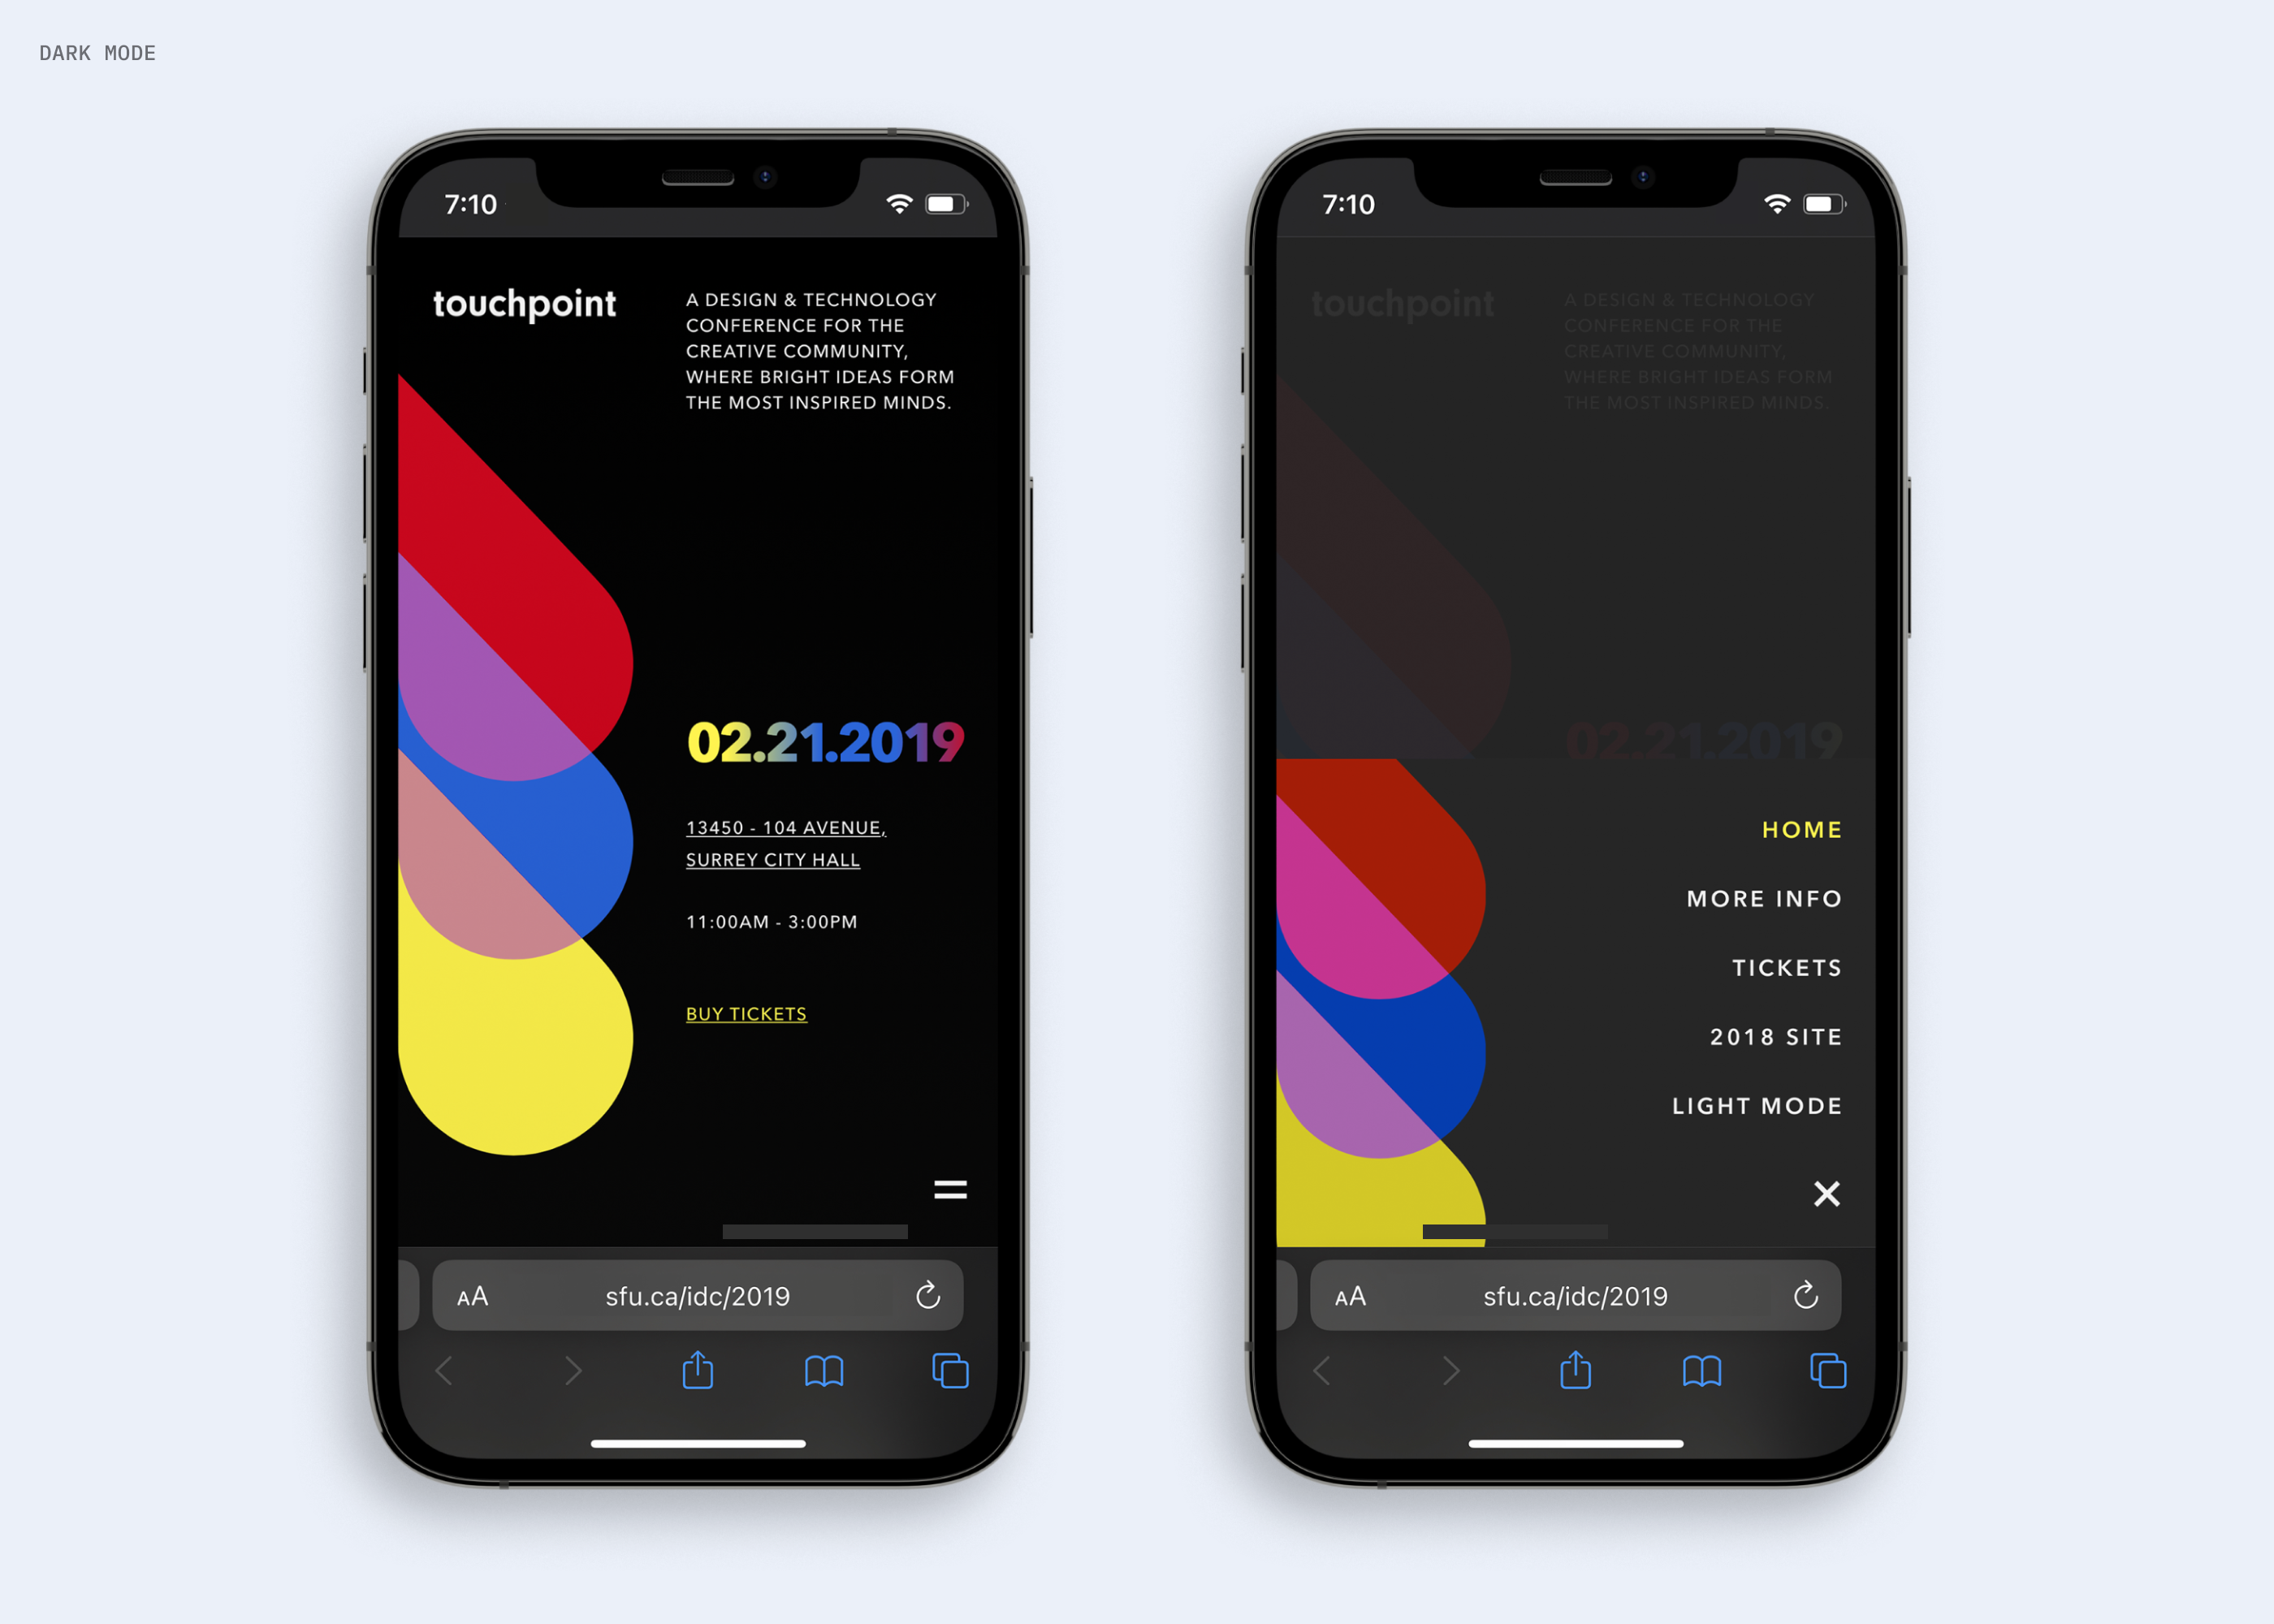 DARK MODE
7:10
touchpoint
A DESIGN & TECHNOLOGY
CONFERENCE FOR THE
CREATIVE COMMUNITY,
WHERE BRIGHT IDEAS FORM
THE MOST INSPIRED MINDS.
02.21.2019
13450 - 104 AVENUE,
SURREY CITY HALL
11:00AM - 3:00PM
BUY TICKETS
AA
sfu.ca/idc/2019
7:10
touchpoint
A DESIGN & TECHNOLOGY
CONFERENCE FOR THE
CREATIVE COMMUNITY,
WHERE BRIGHT IDEAS FORM
THE MOST INSPIRED MINDS.
02.21.2019
HOME
MORE INFO
TICKETS
2018 SITE
LIGHT MODE
AA
sfu.ca/idc/2019